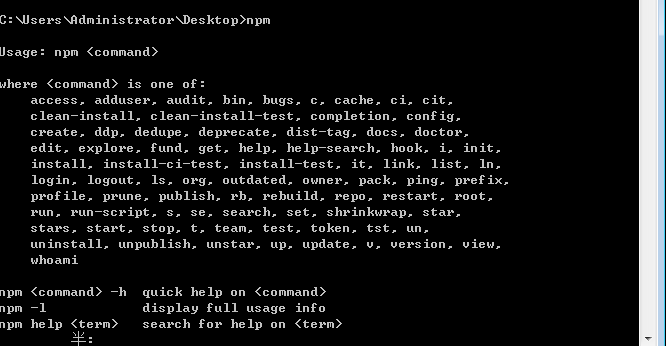 C:\Users\Administrator\Desktop>npm
Usage: npm <command>
where <command> is one of:
access, adduser, audit, bin, bugs, c, cache, ci, cit,
clean-install, clean-install-test, completion, config,
create, ddp, dedupe, deprecate, dist-tag, docs, doctor,
edit, explore, fund, get, help, help-search, hook, i, init,
install, install-ci-test, install-test, it, link, list, ln,
login, logout, ls, org, outdated, owner, pack, ping, prefix,
profile, prune, publish, rb, rebuild, repo, restart, root,
run, run-script, s, se, search, set, shrinkwrap, star,
stars, start, stop, t, team, test, token, tst, un,
uninstall, unpublish, unstar, up, update, v, version, view,
whoami
npm <command> -h  quick help on <command>
npm -l            display full usage info
npm help <term>   search for help on <term>
半: